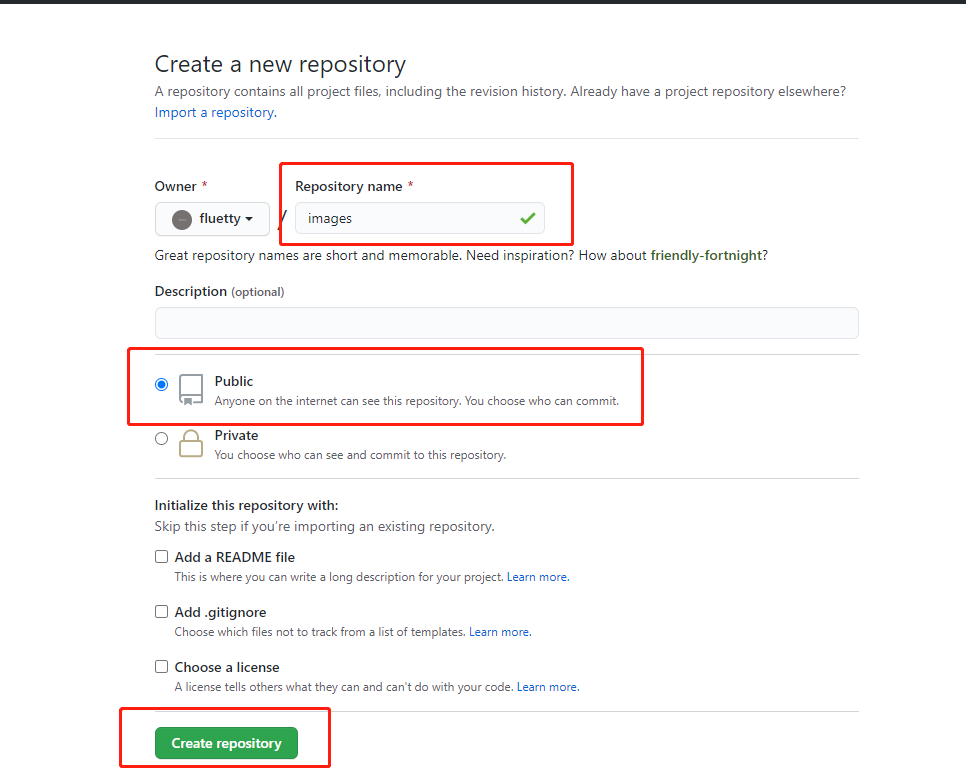 Create a new repository
A repository contains all project files, including the revision history. Already have a project repository elsewhere?
Import a repository.
Owner *
Repository name *
fluetty
/
images
Great repository names are short and memorable. Need inspiration? How about friendly-fortnight?
Description (optional)
Public
Anyone on the internet can see this repository. You choose who can commit.
Private
You choose who can see and commit to this repository.
Initialize this repository with:
Skip this step if you’re importing an existing repository.
Add a README file
This is where you can write a long description for your project. Learn more.
Add .gitignore
Choose which files not to track from a list of templates. Learn more.
Choose a license
A license tells others what they can and can't do with your code. Learn more.
Create repository